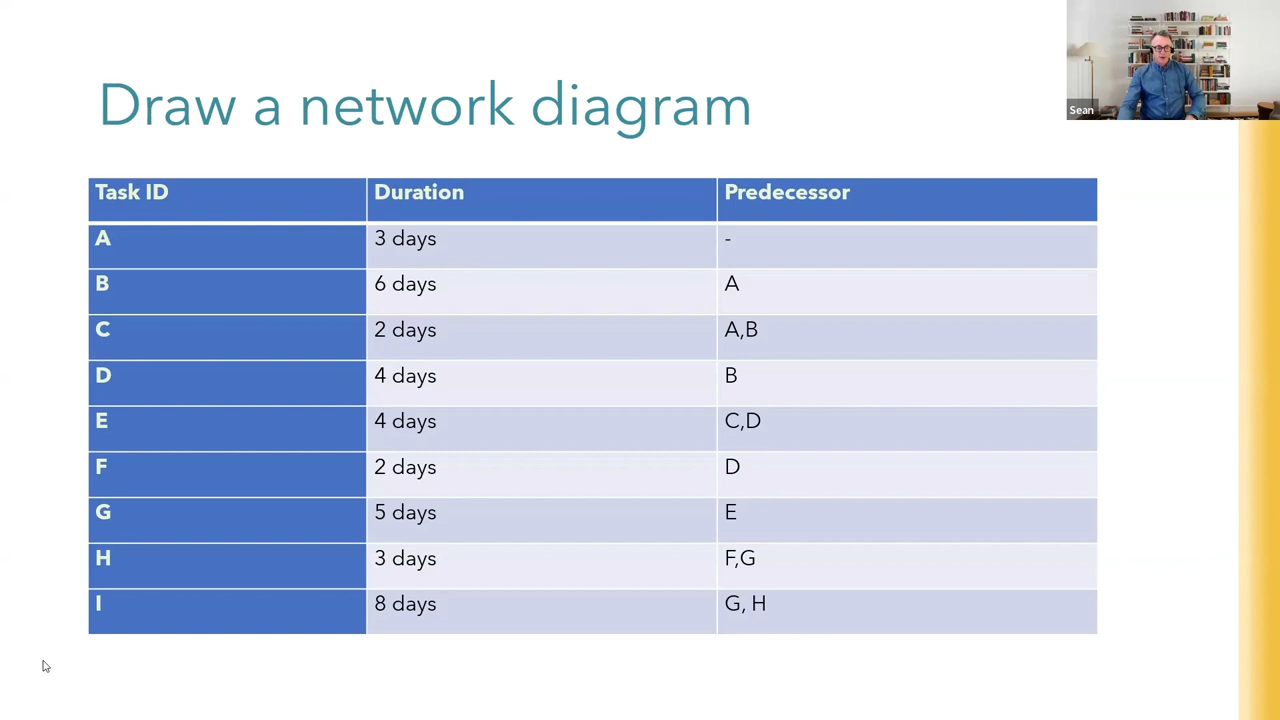 Draw a network diagram
Sean
Task ID Duration Predecessor
A 3 days -
B 6 days A
C 2 days A,B
D 4 days B
E 4 days C,D
F 2 days D
G 5 days E
H 3 days F,G
I 8 days G, H